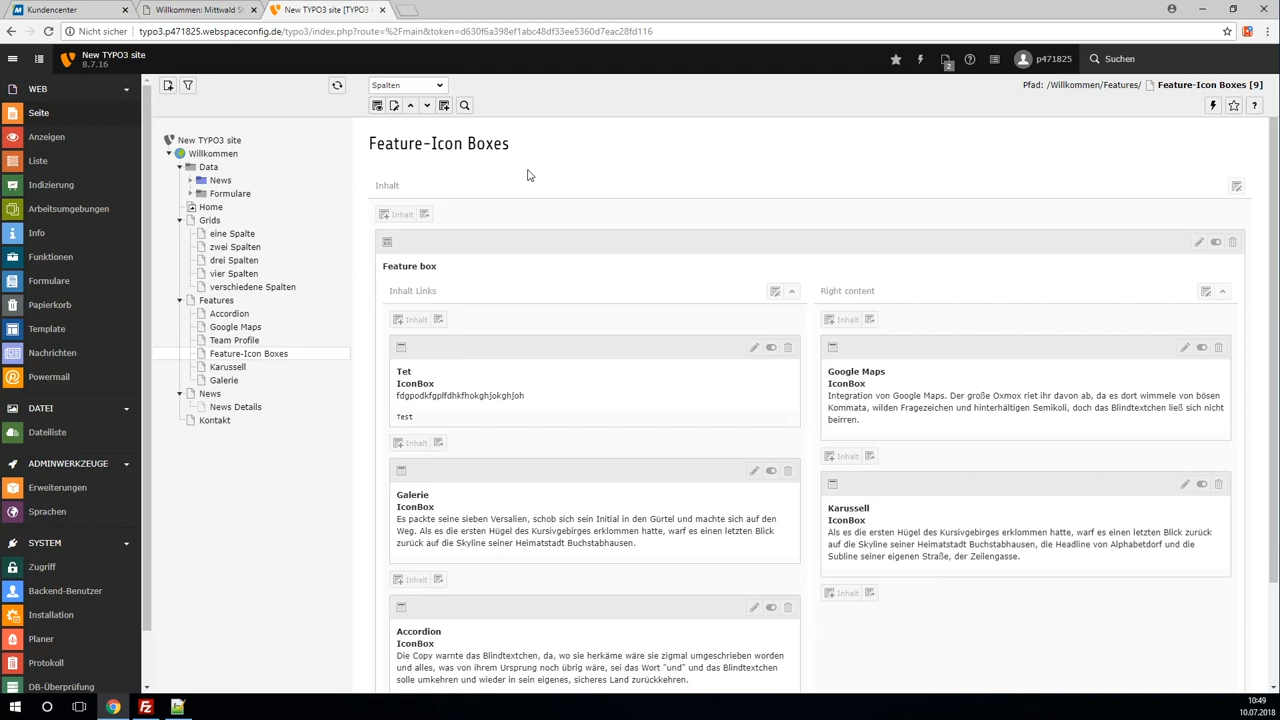 Kundencenter
Willkommen: Mittwald S
New TYPO3 site [TYPO3
Nicht sicher
typo3.p471825.webspaceconfig.de/typo3/index.php?route=%2Fmain&token=d630f6a398ef1abc48df33ee5360d7eac28fd116
New TYPO3 site
8.7.16
2
p471825
Suchen
WEB
Seite
Anzeigen
Liste
Indizierung
Arbeitsumgebungen
Info
Funktionen
Formulare
Papierkorb
Template
Nachrichten
Powermail
DATEI
Dateiliste
ADMINWERKZEUGE
Erweiterungen
Sprachen
SYSTEM
Zugriff
Backend-Benutzer
Installation
Planer
Protokoll
DB-Überprüfung
New TYPO3 site
Willkommen
Data
News
Formulare
Home
Grids
eine Spalte
zwei Spalten
drei Spalten
vier Spalten
verschiedene Spalten
Features
Accordion
Google Maps
Team Profile
Feature-Icon Boxes
Karussell
Galerie
News
News Details
Kontakt
Spalten
Pfad: /Willkommen/Features/ Feature-Icon Boxes [9]
Feature-Icon Boxes
Inhalt
Inhalt
Feature box
Inhalt Links
Inhalt
Tet
IconBox
fdgpodkfgplfdhkfhokghjokghjoh
Test
Inhalt
Galerie
IconBox
Es packte seine sieben Versalien, schob sich sein Initial in den Gürtel und machte sich auf den
Weg. Als es die ersten Hügel des Kursivgebirges erklommen hatte, warf es einen letzten Blick
zurück auf die Skyline seiner Heimatstadt Buchstabhausen.
Inhalt
Accordion
IconBox
Die Copy warnte das Blindtextchen, da, wo sie herkäme wäre sie zigmal umgeschrieben worden
und alles, was von ihrem Ursprung noch übrig wäre, sei das Wort "und" und das Blindtextchen
solle umkehren und wieder in sein eigenes, sicheres Land zurückkehren.
Right content
Inhalt
Google Maps
IconBox
Integration von Google Maps. Der große Oxmox riet ihr davon ab, da es dort wimmele von bösen
Kommata, wilden Fragezeichen und hinterhältigen Semikoli, doch das Blindtextchen ließ sich nicht
beirren.
Inhalt
Karussell
IconBox
Als es die ersten Hügel des Kursivgebirges erklommen hatte, warf es einen letzten Blick zurück
auf die Skyline seiner Heimatstadt Buchstabhausen, die Headline von Alphabetdorf und die
Subline seiner eigenen Straße, der Zeilengasse.
Inhalt
10:49
10.07.2018